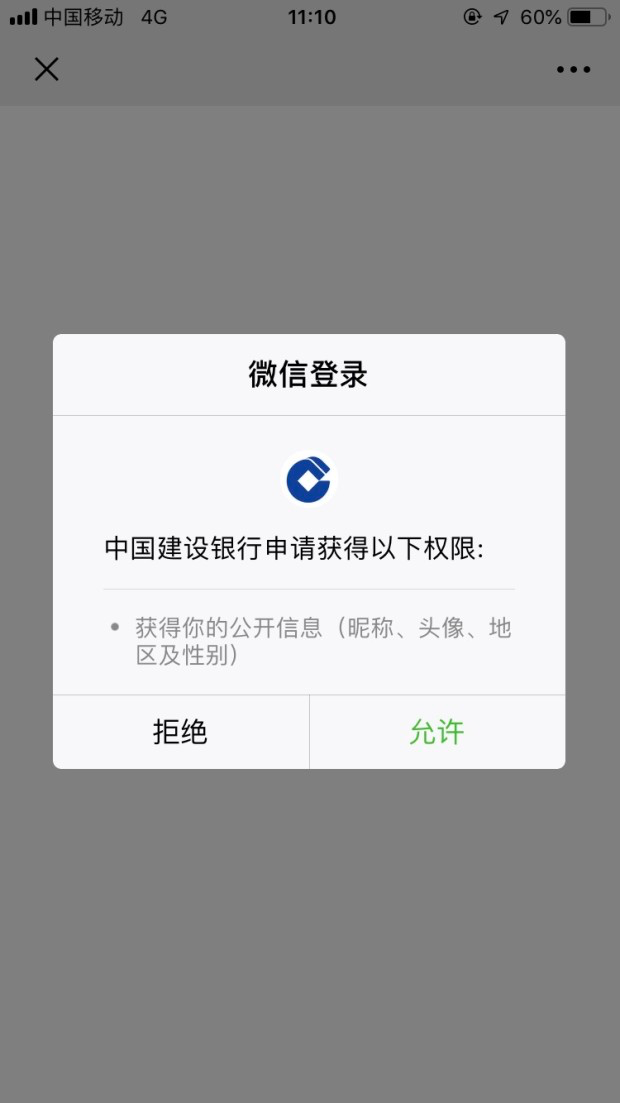 中国移动 4G 11:10 60%
微信登录
中国建设银行申请获得以下权限:
获得你的公开信息（昵称、头像、地
区及性别）
拒绝 允许